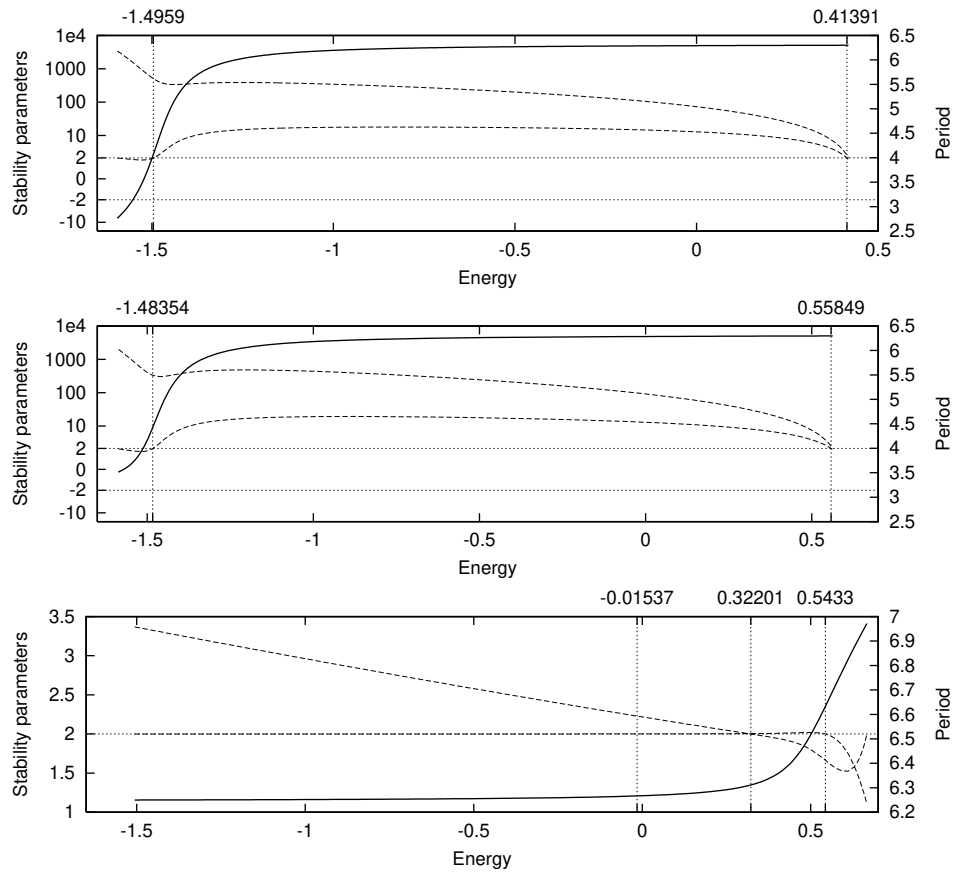 -1.4959 0.41391
1e4 6.5
1000 6
100 5.5
10 5
2 4.5
0 4
-2 3.5
-10 3
2.5
Stability parameters
Period
-1.5 -1 -0.5 0 0.5
Energy
-1.48354 0.55849
1e4 6.5
1000 6
100 5.5
10 5
2 4.5
0 4
-2 3.5
-10 3
2.5
Stability parameters
Period
-1.5 -1 -0.5 0 0.5
Energy
-0.01537 0.32201 0.5433
3.5 7
3 6.9
2.5 6.8
2 6.7
1.5 6.6
1 6.5
6.4
6.3
6.2
Stability parameters
Period
-1.5 -1 -0.5 0 0.5
Energy